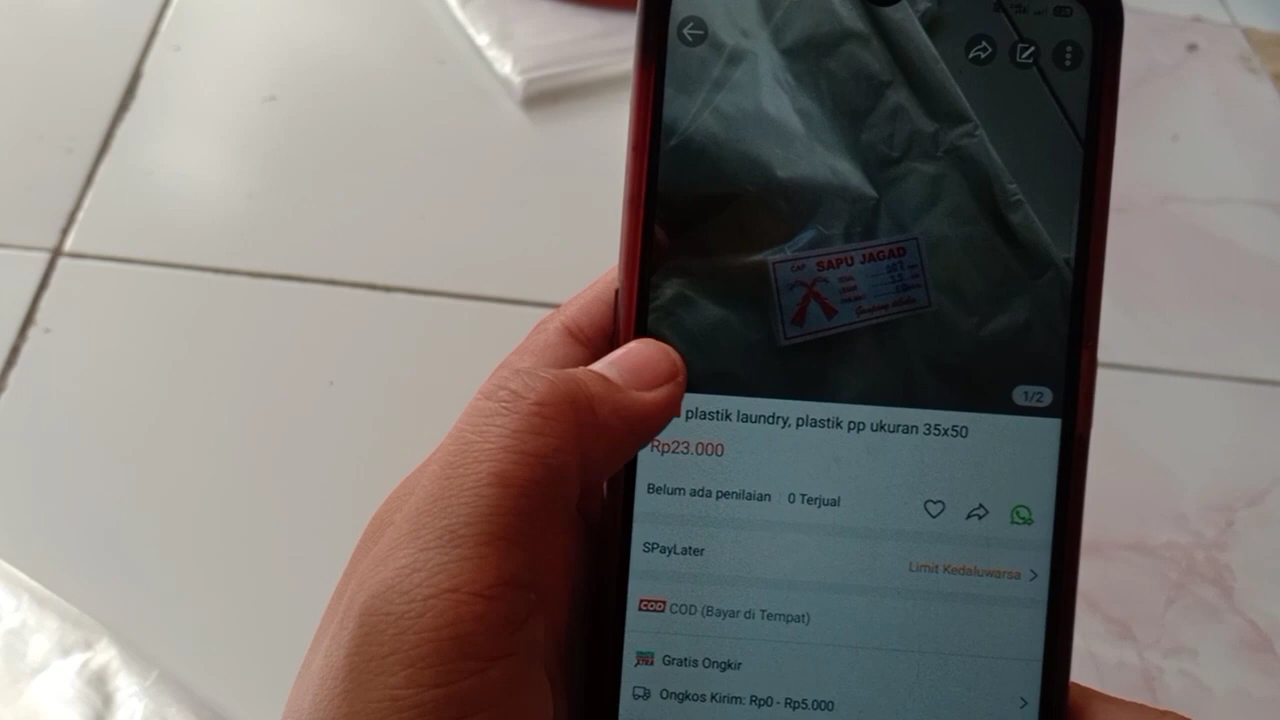 CAP SAPU JAGAD
1/2
plastik laundry, plastik pp ukuran 35x50
Rp23.000
Belum ada penilaian
0 Terjual
SPayLater
Limit Kedaluwarsa
COD COD (Bayar di Tempat)
Gratis Ongkir
Ongkos Kirim: Rp0 - Rp5.000